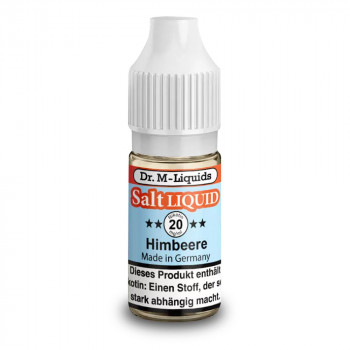 Dr. M-Liquids
Salt LIQUID
20
Himbeere
Made in Germany
Dieses Produkt enthält
kotin: Einen Stoff, der se
stark abhängig macht.